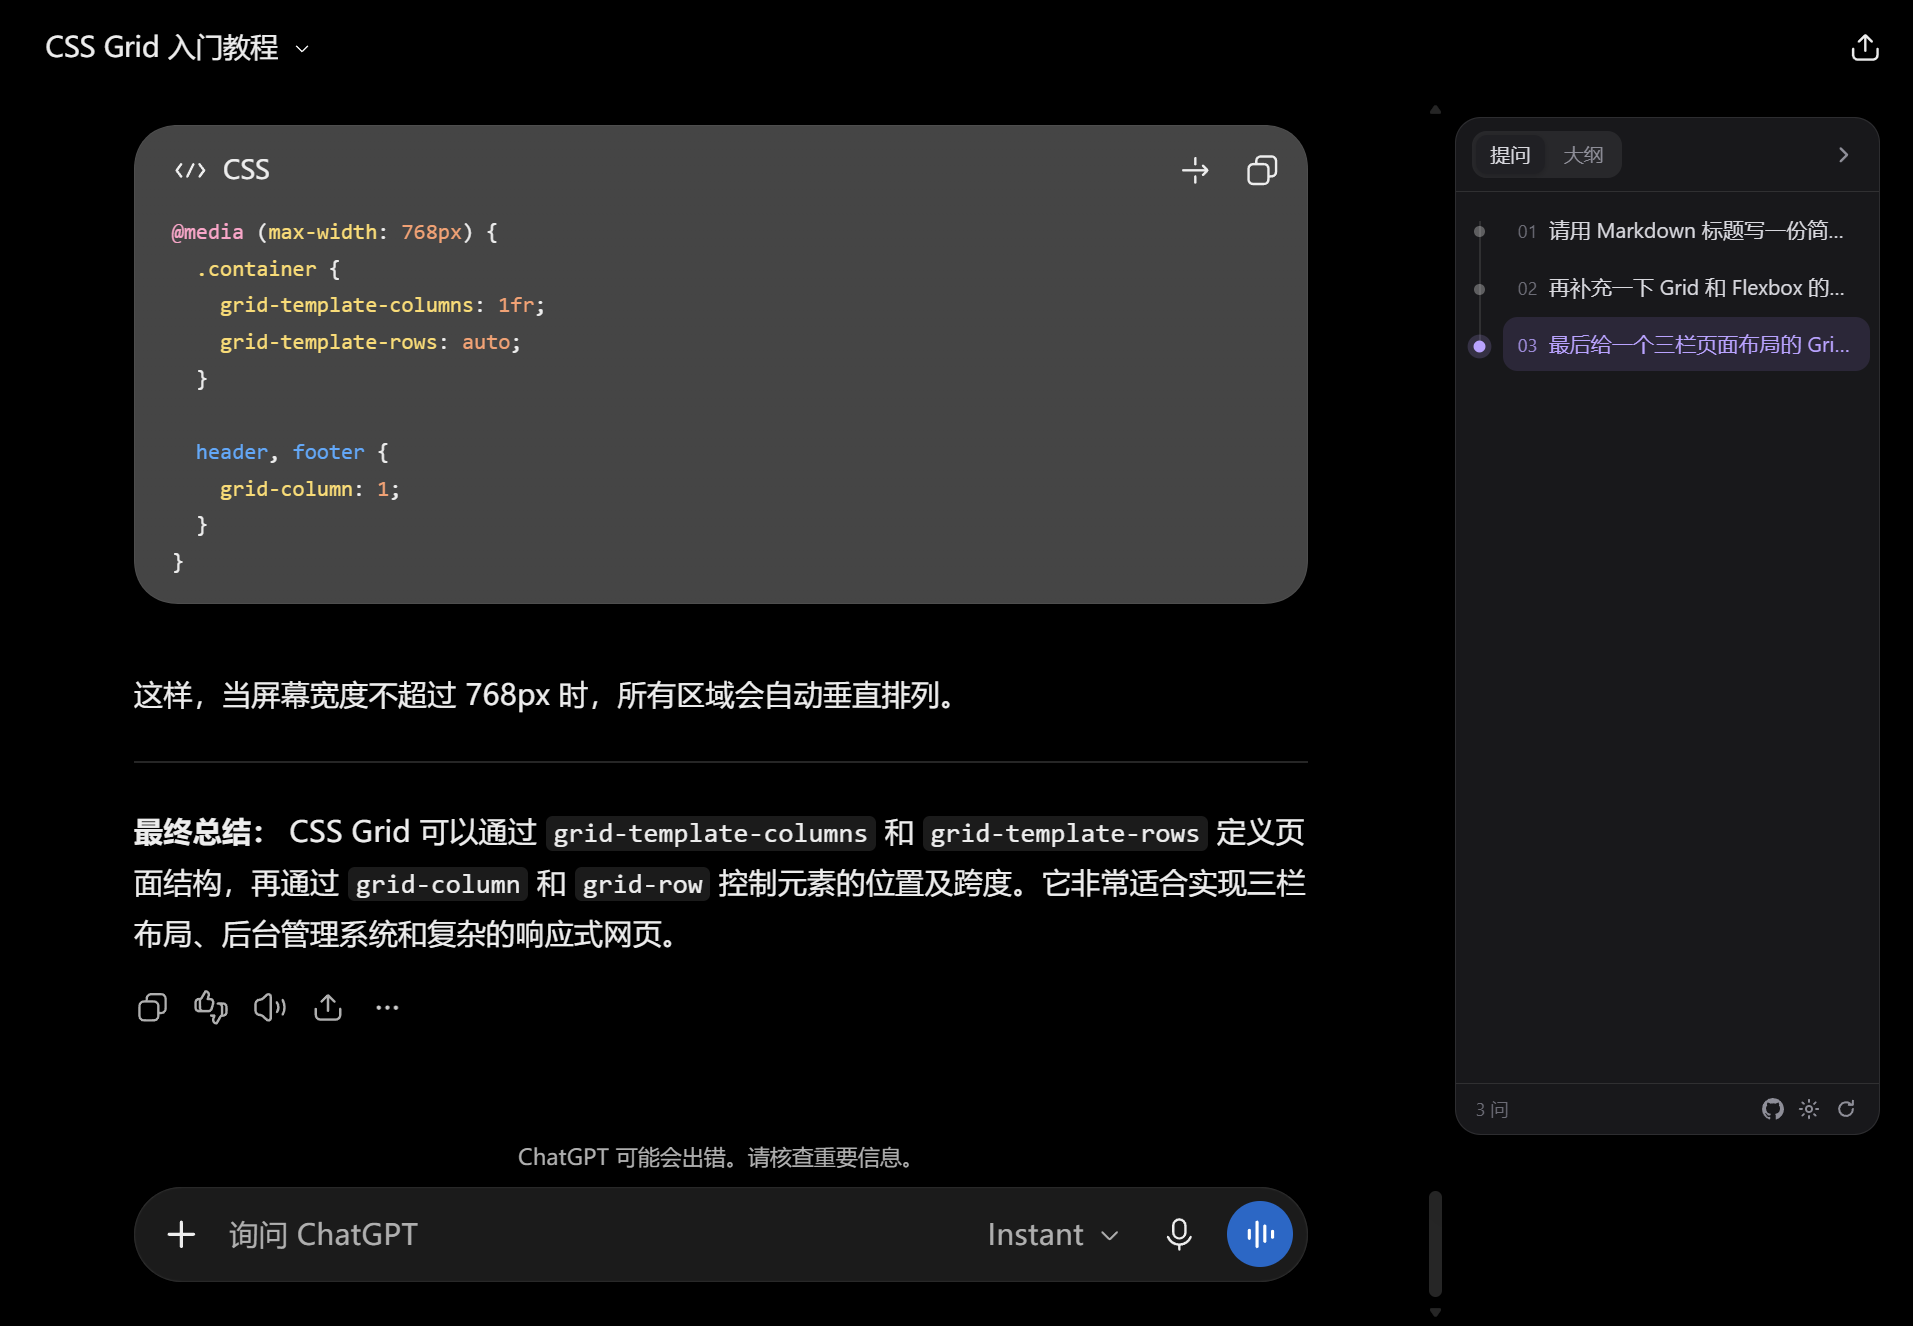 CSS Grid 入门教程
CSS
@media (max-width: 768px) {
  .container {
    grid-template-columns: 1fr;
    grid-template-rows: auto;
  }

  header, footer {
    grid-column: 1;
  }
}
这样，当屏幕宽度不超过 768px 时，所有区域会自动垂直排列。
最终总结： CSS Grid 可以通过 grid-template-columns 和 grid-template-rows 定义页
面结构，再通过 grid-column 和 grid-row 控制元素的位置及跨度。它非常适合实现三栏
布局、后台管理系统和复杂的响应式网页。
ChatGPT 可能会出错。请核查重要信息。
询问 ChatGPT
Instant
提问 大纲
01 请用 Markdown 标题写一份简...
02 再补充一下 Grid 和 Flexbox 的...
03 最后给一个三栏页面布局的 Gri...
3 问